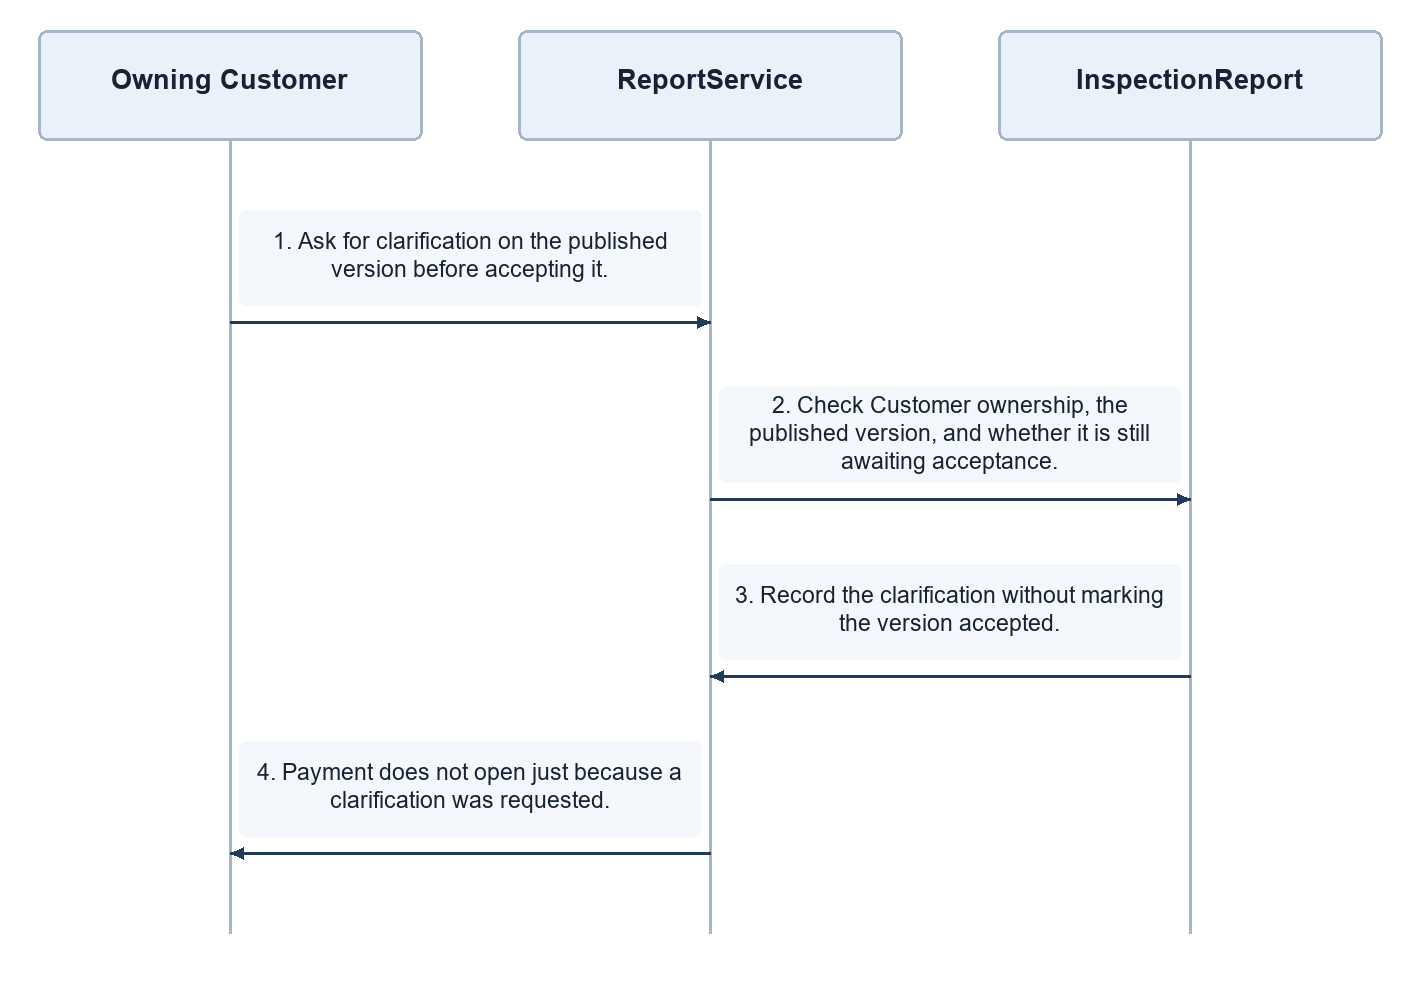 Owning Customer
ReportService
InspectionReport
1. Ask for clarification on the published
version before accepting it.
2. Check Customer ownership, the
published version, and whether it is still
awaiting acceptance.
3. Record the clarification without marking
the version accepted.
4. Payment does not open just because a
clarification was requested.